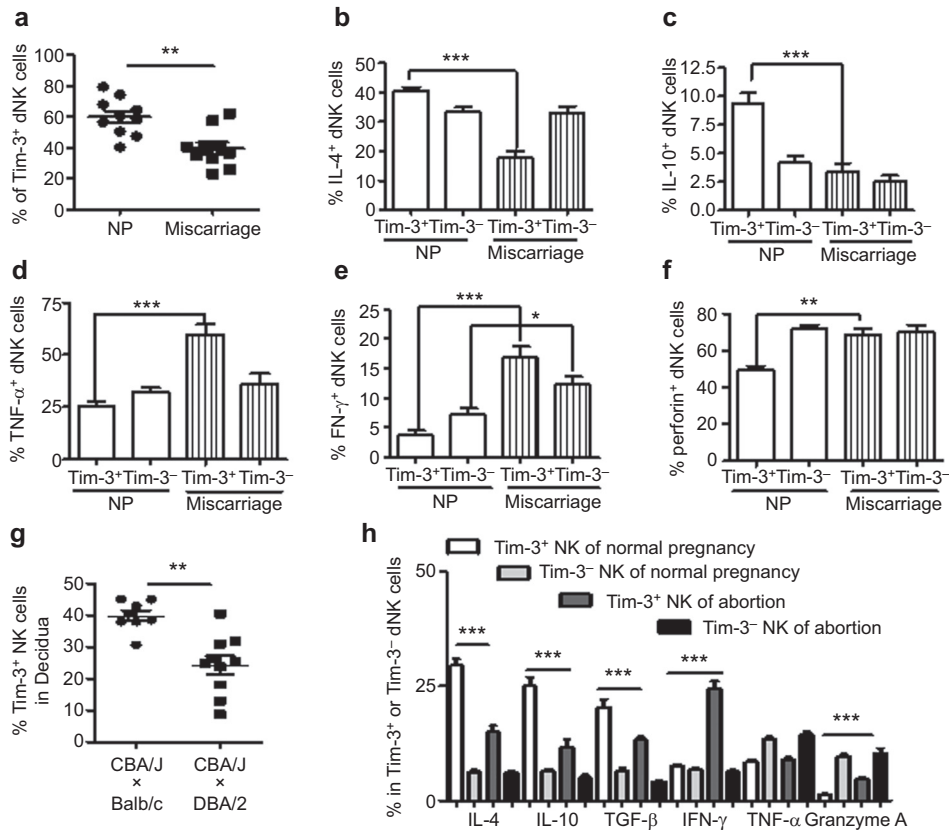 a
% of Tim-3⁺ dNK cells
100
80
60
40
20
0
**
NP
Miscarriage
b
% IL-4⁺ dNK cells
50
40
30
20
10
0
***
Tim-3⁺Tim-3⁻ Tim-3⁺Tim-3⁻
NP
Miscarriage
c
% IL-10⁺ dNK cells
12.5
10.0
7.5
5.0
2.5
0.0
***
Tim-3⁺Tim-3⁻ Tim-3⁺Tim-3⁻
NP
Miscarriage
d
% TNF-α⁺ dNK cells
75
50
25
0
***
Tim-3⁺Tim-3⁻ Tim-3⁺ Tim-3⁻
NP
Miscarriage
e
% FN-γ⁺ dNK cells
25
20
15
10
5
0
***
*
Tim-3⁺Tim-3⁻ Tim-3⁺Tim-3⁻
NP
Miscarriage
f
% perforin⁺ dNK cells
80
60
40
20
0
**
Tim-3⁺Tim-3⁻ Tim-3⁺Tim-3⁻
NP
Miscarriage
g
% Tim-3⁺ NK cells
in Decidua
50
40
30
20
10
0
**
CBA/J
×
Balb/c
CBA/J
×
DBA/2
h
Tim-3⁺ NK of normal pregnancy
Tim-3⁻ NK of normal pregnancy
Tim-3⁺ NK of abortion
Tim-3⁻ NK of abortion
% in Tim-3⁺ or Tim-3⁻ dNK cells
50
25
0
***
***
***
***
***
IL-4 IL-10 TGF-β IFN-γ TNF-α Granzyme A